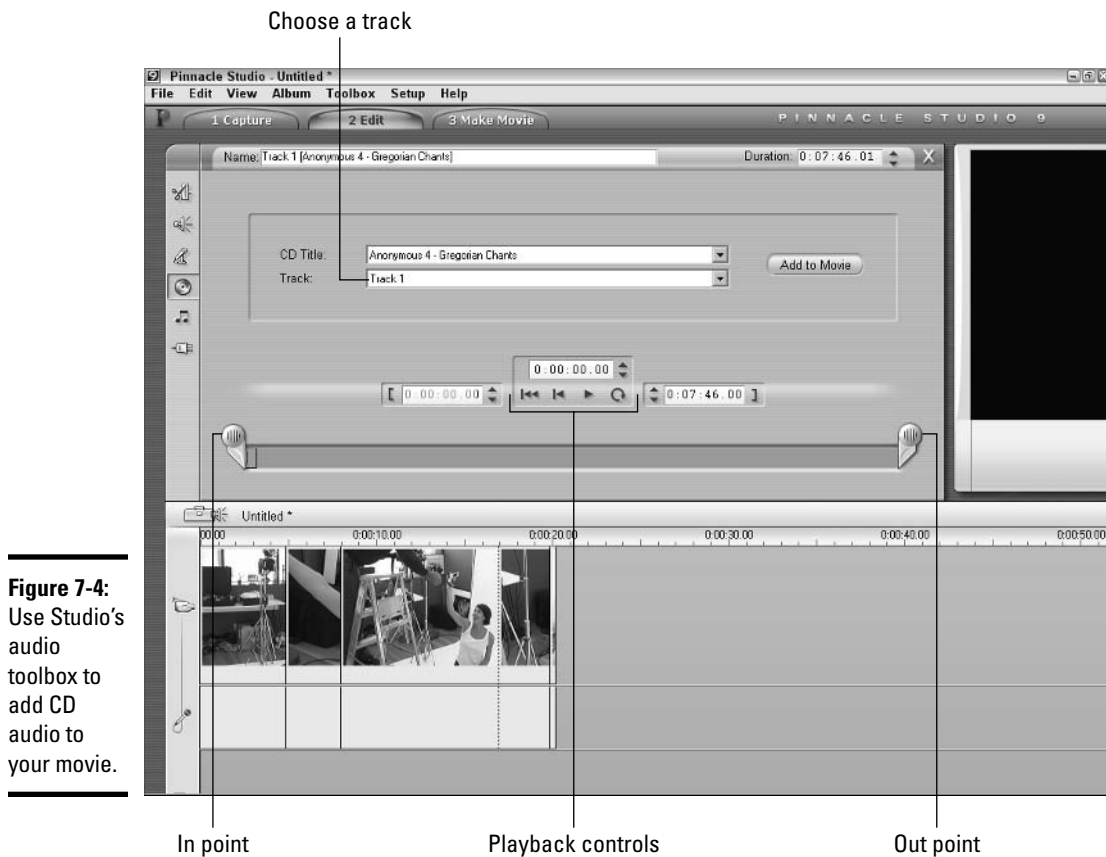 Choose a track
Pinnacle Studio - Untitled *
File Edit View Album Toolbox Setup Help
1 Capture 2 Edit 3 Make Movie PINNACLE STUDIO 9
Name: Track 1 [Anonymous 4 - Gregorian Chants] Duration: 0:07:46.01 X
CD Title: Anonymous 4 - Gregorian Chants
Add to Movie
Track: Track 1
0:00:00.00
[ 0:00:00.00 0:07:46.00 ]
Untitled *
00:00 0:00:10.00 0:00:20.00 0:00:30.00 0:00:40.00 0:00:50.00
Figure 7-4:
Use Studio's
audio
toolbox to
add CD
audio to
your movie.
In point Playback controls Out point